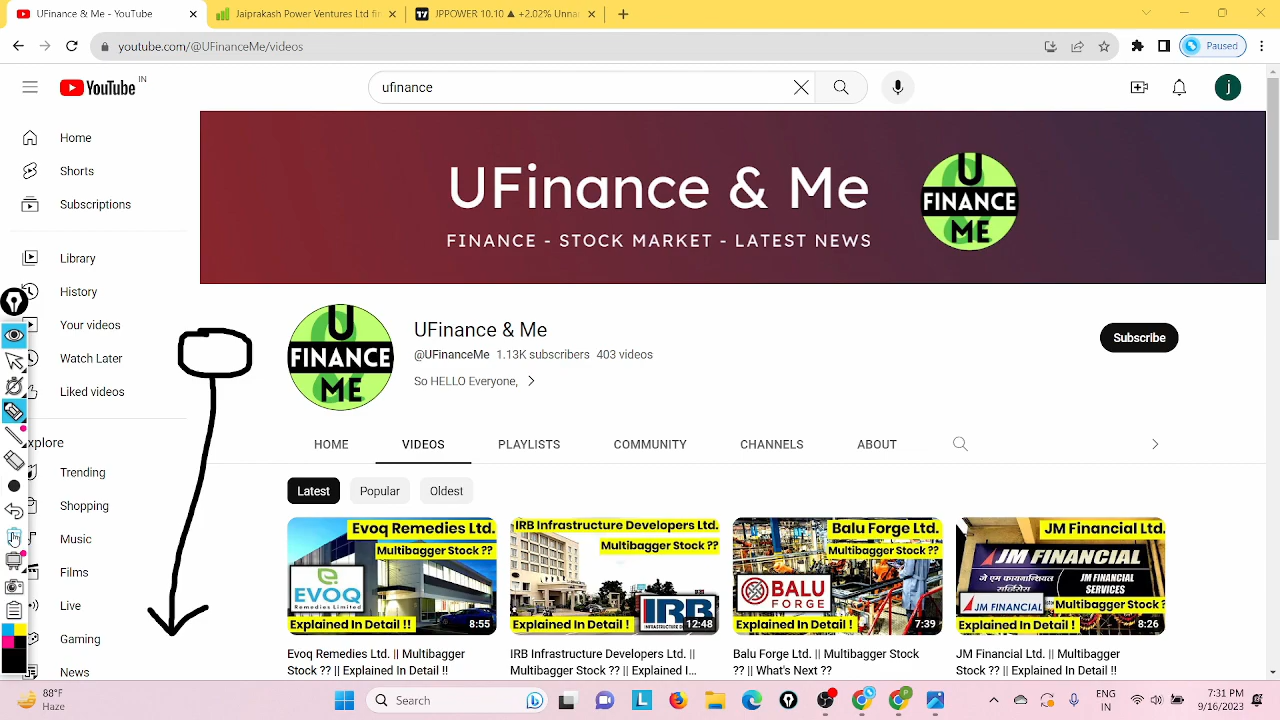 UFinance & Me - YouTube
Jaiprakash Power Ventures Ltd fi
JPPOWER 10.10 ▲ +2.02% Unna
youtube.com/@UFinanceMe/videos
Paused
YouTube IN
ufinance
j
Home
Shorts
Subscriptions
Library
History
Your videos
Watch Later
Liked videos
xplore
Trending
Shopping
Music
Films
Live
Gaming
News
UFinance & Me
FINANCE - STOCK MARKET - LATEST NEWS
U
FINANCE
ME
U
FINANCE
ME
UFinance & Me
@UFinanceMe 1.13K subscribers 403 videos
So HELLO Everyone,
Subscribe
HOME VIDEOS PLAYLISTS COMMUNITY CHANNELS ABOUT
Latest Popular Oldest
Evoq Remedies Ltd.
Multibagger Stock ??
EVOQ
Remedies Limited
Explained In Detail !!
8:55
Evoq Remedies Ltd. || Multibagger
Stock ?? || Explained In Detail !!
IRB Infrastructure Developers Ltd.
Multibagger Stock ??
IRB
Explained In Detail !
12:48
IRB Infrastructure Developers Ltd. ||
Multibagger Stock ?? || Explained I...
Balu Forge Ltd.
Multibagger Stock ??
BALU
FORGE
Explained In Detail !
7:39
Balu Forge Ltd. || Multibagger Stock
?? || What's Next ??
JM Financial Ltd.
JM FINANCIAL
JM FINANCIAL
SERVICES
JM FINANCIAL
Multibagger Stock ?
Explained In Detail !
8:26
JM Financial Ltd. || Multibagger
Stock ?? || Explained In Detail !!
88°F
Haze
Search
L
P
ENG
IN
7:31 PM
9/16/2023